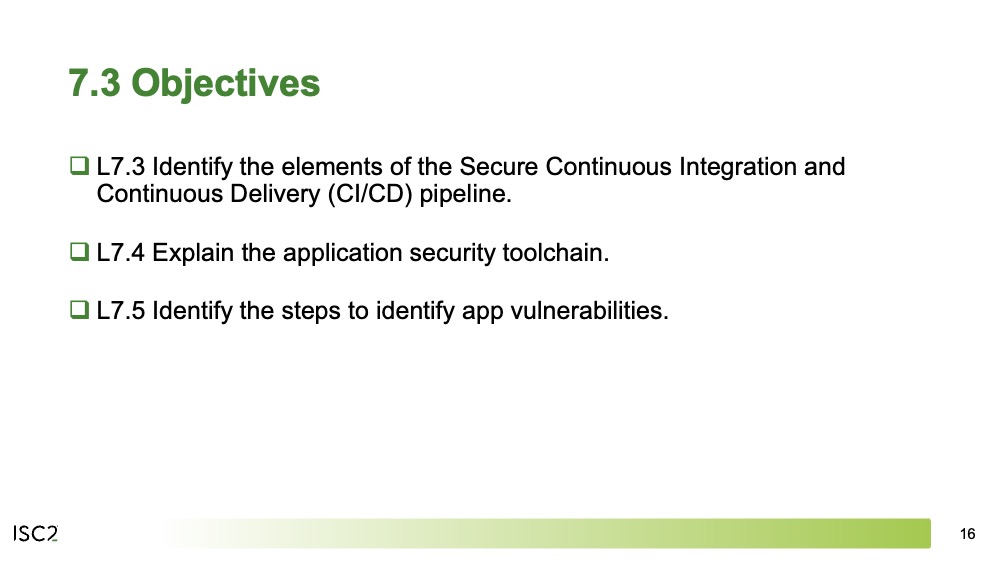 7.3 Objectives
L7.3 Identify the elements of the Secure Continuous Integration and
Continuous Delivery (CI/CD) pipeline.
L7.4 Explain the application security toolchain.
L7.5 Identify the steps to identify app vulnerabilities.
ISC2
16